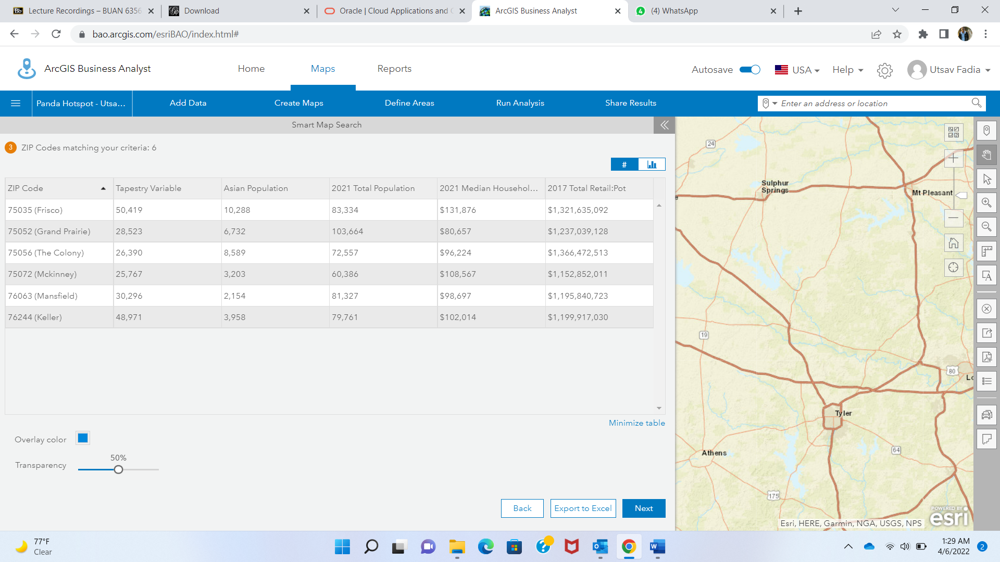 Lecture Recordings – BUAN 6356
Download
Oracle | Cloud Applications and
ArcGIS Business Analyst
4
(4) WhatsApp
bao.arcgis.com/esriBAO/index.html#
ArcGIS Business Analyst
Home
Maps
Reports
Autosave
USA
Help
Utsav Fadia
Panda Hotspot - Utsa...
Add Data
Create Maps
Define Areas
Run Analysis
Share Results
Enter an address or location
Smart Map Search
3 ZIP Codes matching your criteria: 6
#
ZIP Code Tapestry Variable Asian Population 2021 Total Population 2021 Median Househol... 2017 Total Retail:Pot
75035 (Frisco) 50,419 10,288 83,334 $131,876 $1,321,635,092
75052 (Grand Prairie) 28,523 6,732 103,664 $80,657 $1,237,039,128
75056 (The Colony) 26,390 8,589 72,557 $96,224 $1,366,472,513
75072 (Mckinney) 25,767 3,203 60,386 $108,567 $1,152,852,011
76063 (Mansfield) 30,296 2,154 81,327 $98,697 $1,195,840,723
76244 (Keller) 48,971 3,958 79,761 $102,014 $1,199,917,030
Minimize table
Overlay color
50%
Transparency
Back
Export to Excel
Next
24
Sulphur
Springs
Mt Pleasant
19
80
Tyler
Athens
64
175
POWERED BY
esri
Esri, HERE, Garmin, NGA, USGS, NPS
77°F
Clear
1:29 AM
4/6/2022
2